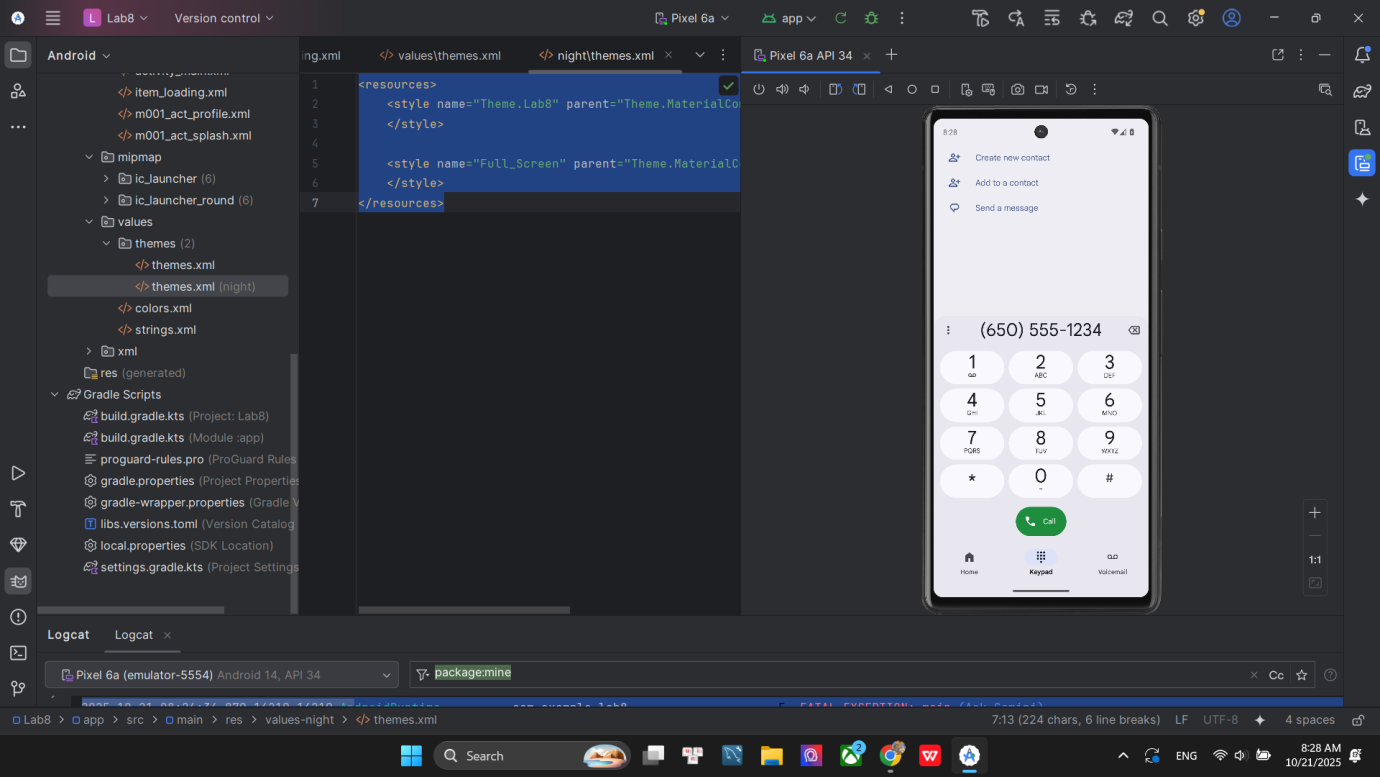 L Lab8
Version control
Pixel 6a
app
Android
ng.xml
values\themes.xml
night\themes.xml
Pixel 6a API 34
activity_main.xml
item_loading.xml
m001_act_profile.xml
m001_act_splash.xml
mipmap
ic_launcher (6)
ic_launcher_round (6)
values
themes (2)
themes.xml
themes.xml (night)
colors.xml
strings.xml
xml
res (generated)
Gradle Scripts
build.gradle.kts (Project: Lab8)
build.gradle.kts (Module :app)
proguard-rules.pro (ProGuard Rules
gradle.properties (Project Properties
gradle-wrapper.properties (Gradle V
libs.versions.toml (Version Catalog
local.properties (SDK Location)
settings.gradle.kts (Project Settings
1 <resources>
2 <style name="Theme.Lab8" parent="Theme.MaterialCo
3 </style>
4
5 <style name="Full_Screen" parent="Theme.MaterialC
6 </style>
7 </resources>
8:28
Create new contact
Add to a contact
Send a message
(650) 555-1234
1 2 3
ABC DEF
4 5 6
GHI JKL MNO
7 8 9
PQRS TUV WXYZ
* 0 #
+
Call
Home Keypad Voicemail
1:1
Logcat
Logcat
Pixel 6a (emulator-5554) Android 14, API 34
package:mine
Cc
FATAL EXCEPTION: main (Ask Gemini)
Lab8 > app > src > main > res > values-night > themes.xml
7:13 (224 chars, 6 line breaks) LF UTF-8 4 spaces
Search
2
ENG
8:28 AM
10/21/2025